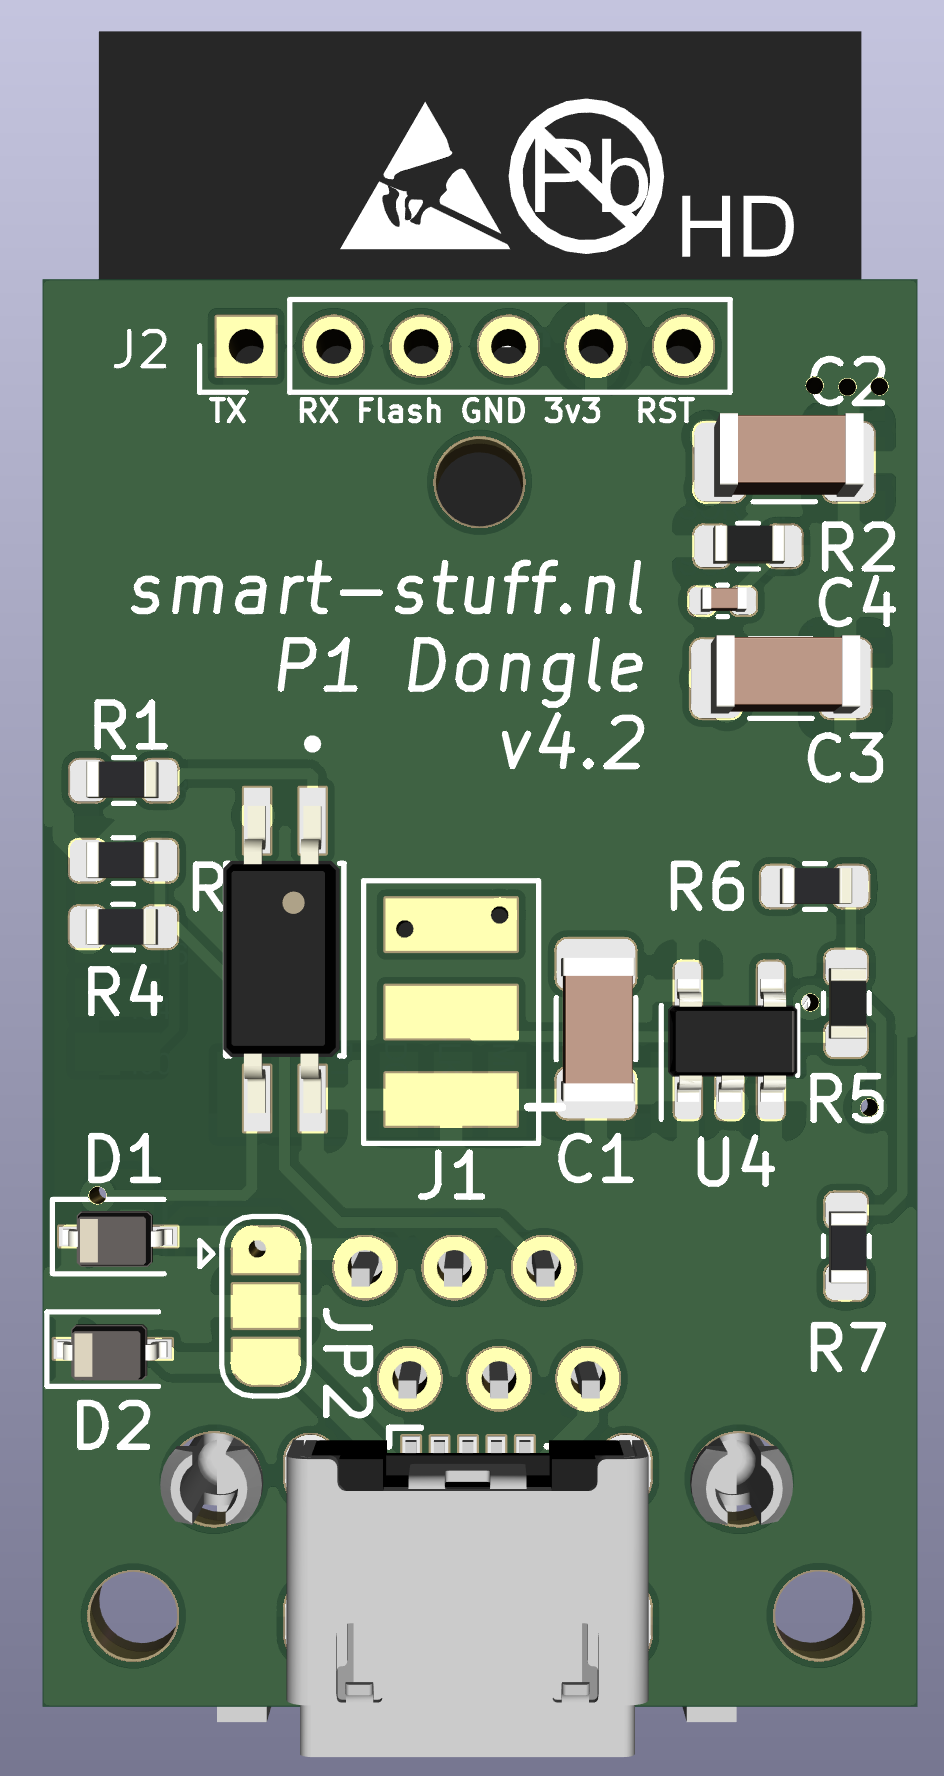 Pb
HD
J2
TX RX Flash GND 3v3 RST
C2
R2
smart-stuff.nl
C4
P1 Dongle
v4.2
R1
C3
R
R6
R4
R5
D1
J1
C1
U4
JP2
R7
D2